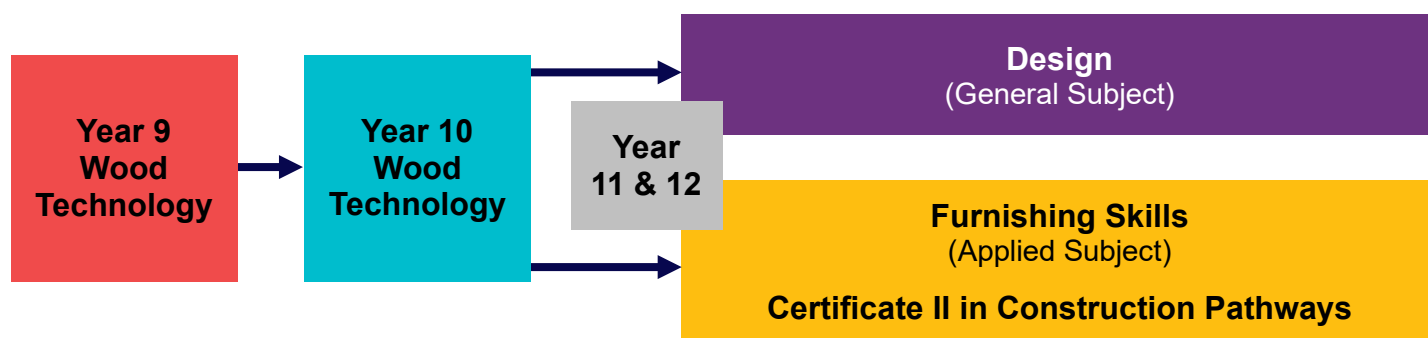 Year 9
Wood
Technology
Year 10
Wood
Technology
Year
11 & 12
Design
(General Subject)
Furnishing Skills
(Applied Subject)
Certificate II in Construction Pathways